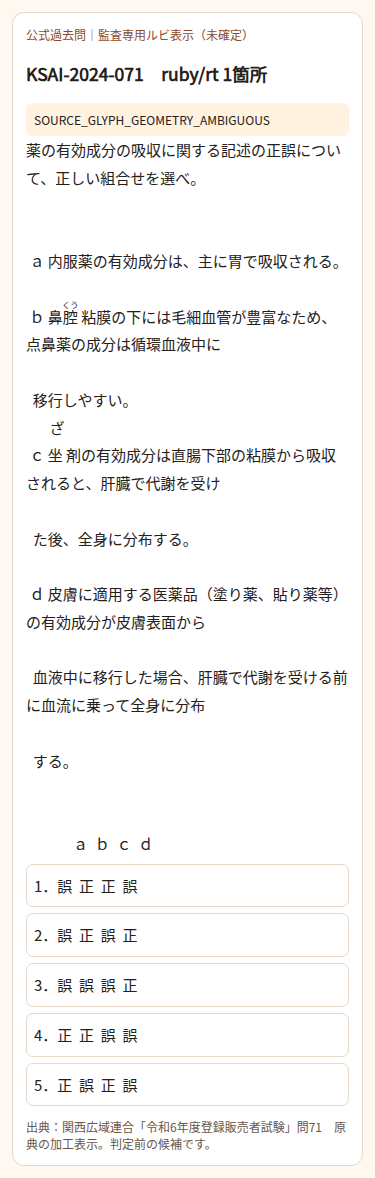 公式過去問｜監査専用ルビ表示（未確定）
KSAI-2024-071　ruby/rt 1箇所
SOURCE_GLYPH_GEOMETRY_AMBIGUOUS
薬の有効成分の吸収に関する記述の正誤につい
て、正しい組合せを選べ。
ａ 内服薬の有効成分は、主に胃で吸収される。
くう
ｂ 鼻腔 粘膜の下には毛細血管が豊富なため、
点鼻薬の成分は循環血液中に
移行しやすい。
ざ
ｃ 坐 剤の有効成分は直腸下部の粘膜から吸収
されると、肝臓で代謝を受け
た後、全身に分布する。
ｄ 皮膚に適用する医薬品（塗り薬、貼り薬等）
の有効成分が皮膚表面から
血液中に移行した場合、肝臓で代謝を受ける前
に血流に乗って全身に分布
する。
ａ ｂ ｃ ｄ
1．誤 正 正 誤
2．誤 正 誤 正
3．誤 誤 誤 正
4．正 正 誤 誤
5．正 誤 正 誤
出典：関西広域連合「令和6年度登録販売者試験」問71　原
典の加工表示。判定前の候補です。